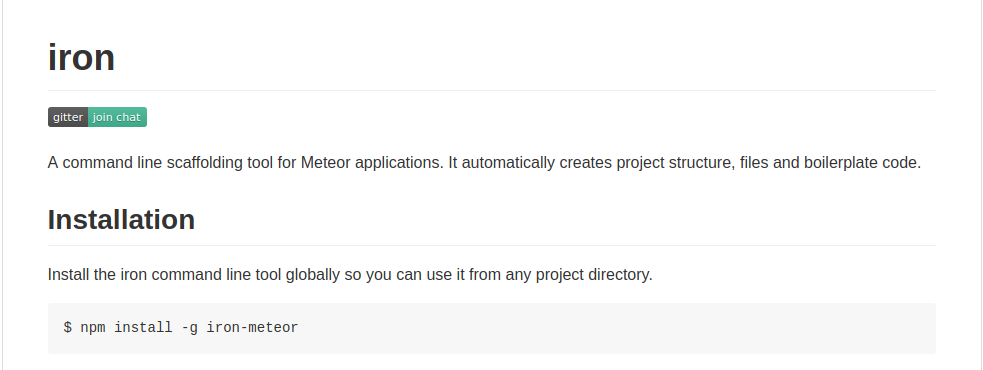 iron
gitter join chat
A command line scaffolding tool for Meteor applications. It automatically creates project structure, files and boilerplate code.
Installation
Install the iron command line tool globally so you can use it from any project directory.
$ npm install -g iron-meteor